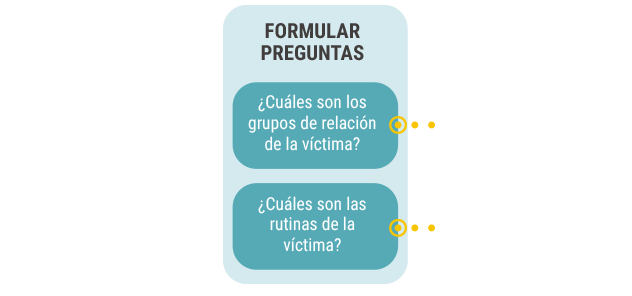 FORMULAR
PREGUNTAS
¿Cuáles son los
grupos de relación
de la víctima?
¿Cuáles son las
rutinas de la
víctima?